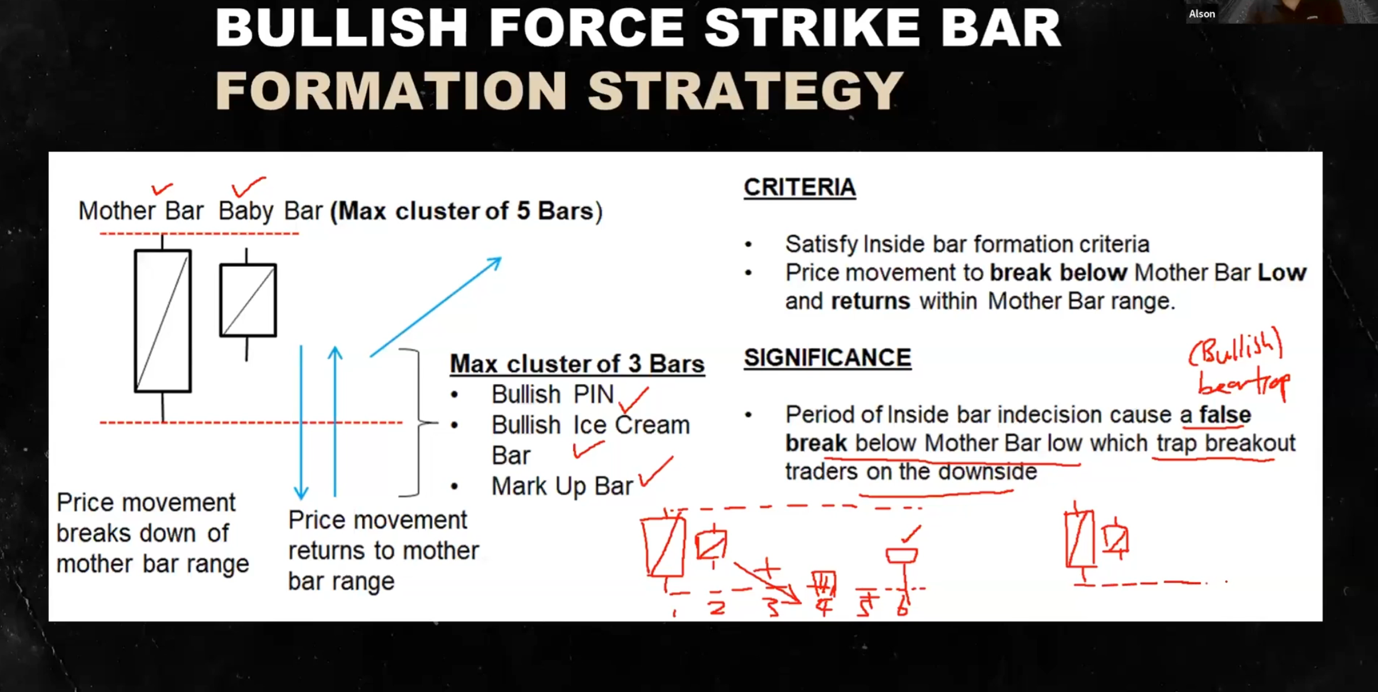 Alson
BULLISH FORCE STRIKE BAR
FORMATION STRATEGY
Mother Bar Baby Bar (Max cluster of 5 Bars)
Max cluster of 3 Bars
• Bullish PIN
• Bullish Ice Cream
Bar
• Mark Up Bar
Price movement
breaks down of
mother bar range
Price movement
returns to mother
bar range
CRITERIA
• Satisfy Inside bar formation criteria
• Price movement to break below Mother Bar Low
and returns within Mother Bar range.
SIGNIFICANCE
(Bullish)
beartrap
• Period of Inside bar indecision cause a false
break below Mother Bar low which trap breakout
traders on the downside
1 2 3 4 5 6